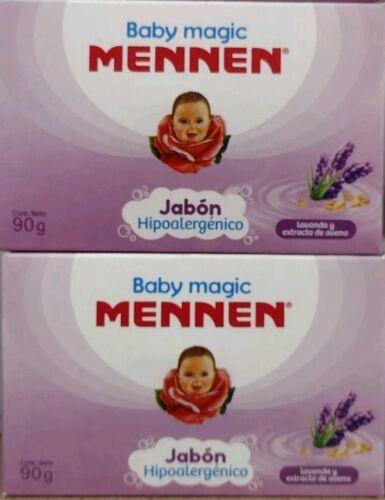 Baby magic
MENNEN®
Jabón
Hipoalergénico
Cont. Neto
90g
lavanda y
extracto de avena
Baby magic
MENNEN®
Jabón
Hipoalergénico
Cont. Neto
90g
lavanda y
extracto de avena